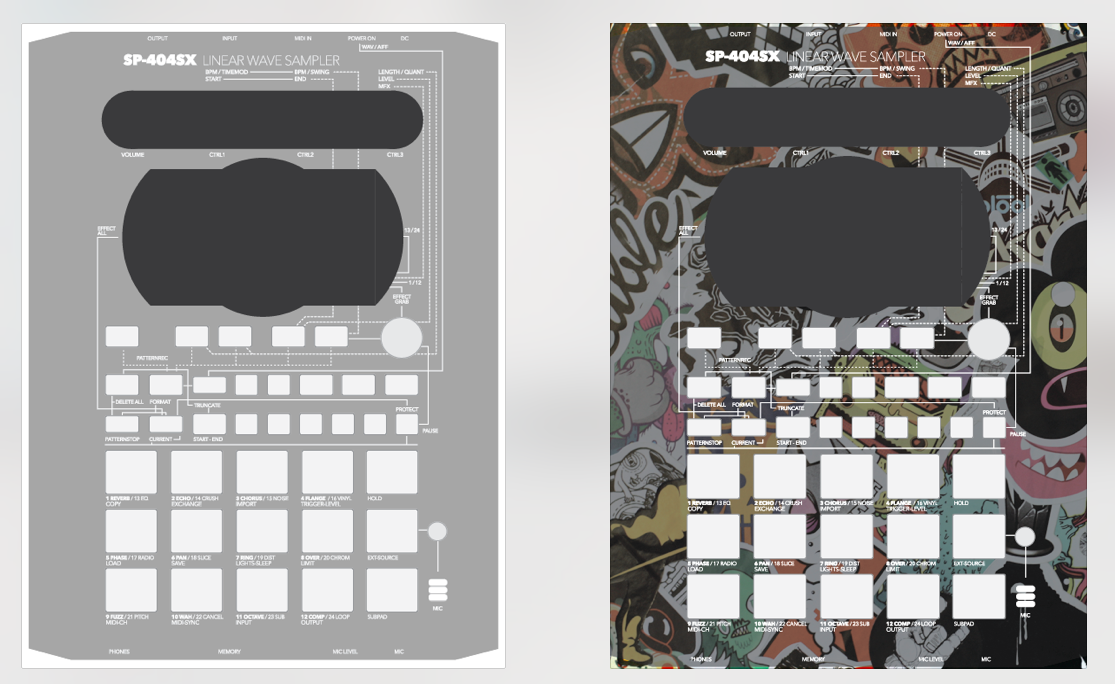 OUTPUT INPUT MIDI IN POWER ON DC
WAV / AIFF
SP-404SX LINEAR WAVE SAMPLER
BPM / TIMEMOD BPM / SWING LENGTH / QUANT
START END LEVEL
MFX
VOLUME CTRL1 CTRL2 CTRL3
EFFECT
ALL
13 / 24
1 / 12
EFFECT
GRAB
PATTERNREC
DELETE ALL FORMAT TRUNCATE
PROTECT
PATTERNSTOP CURRENT START - END PAUSE
1 REVERB / 13 EQ 2 ECHO / 14 CRUSH 3 CHORUS / 15 NOISE 4 FLANGE / 16 VINYL HOLD
COPY EXCHANGE IMPORT TRIGGER-LEVEL
5 PHASE / 17 RADIO 6 PAN / 18 SLICE 7 RING / 19 DIST 8 OVER / 20 CHROM EXT-SOURCE
LOAD SAVE LIGHTS-SLEEP LIMIT
MIC
9 FUZZ / 21 PITCH 10 WAH / 22 CANCEL 11 OCTAVE / 23 SUB 12 COMP / 24 LOOP SUBPAD
MIDI-CH MIDI-SYNC INPUT OUTPUT
PHONES MEMORY MIC LEVEL MIC
OUTPUT INPUT MIDI IN POWER ON DC
WAV / AIFF
SP-404SX LINEAR WAVE SAMPLER
BPM / TIMEMOD BPM / SWING LENGTH / QUANT
START END LEVEL
MFX
VOLUME CTRL1 CTRL2 CTRL3
EFFECT
ALL
13 / 24
1 / 12
EFFECT
GRAB
PATTERNREC
DELETE ALL FORMAT TRUNCATE
PROTECT
PATTERNSTOP CURRENT START - END PAUSE
1 REVERB / 13 EQ 2 ECHO / 14 CRUSH 3 CHORUS / 15 NOISE 4 FLANGE / 16 VINYL HOLD
COPY EXCHANGE IMPORT TRIGGER-LEVEL
5 PHASE / 17 RADIO 6 PAN / 18 SLICE 7 RING / 19 DIST 8 OVER / 20 CHROM EXT-SOURCE
LOAD SAVE LIGHTS-SLEEP LIMIT
MIC
9 FUZZ / 21 PITCH 10 WAH / 22 CANCEL 11 OCTAVE / 23 SUB 12 COMP / 24 LOOP SUBPAD
MIDI-CH MIDI-SYNC INPUT OUTPUT
PHONES MEMORY MIC LEVEL MIC